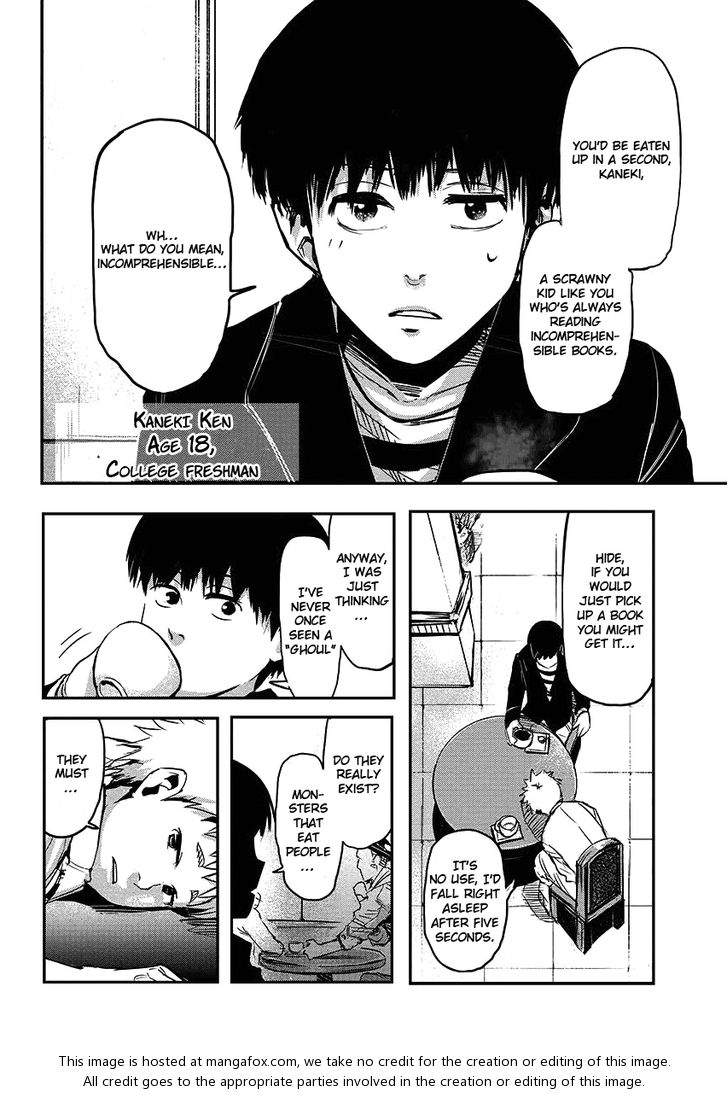 YOU'D BE EATEN
UP IN A SECOND,
KANEKI,
A SCRAWNY
KID LIKE YOU
WHO'S ALWAYS
READING
INCOMPREHEN-
SIBLE BOOKS.
WH...
WHAT DO YOU MEAN,
INCOMPREHENSIBLE...
KANEKI KEN
AGE 18,
COLLEGE FRESHMAN
HIDE,
IF YOU
WOULD
JUST PICK
UP A BOOK
YOU MIGHT
GET IT...
IT'S
NO USE, I'D
FALL RIGHT
ASLEEP
AFTER FIVE
SECONDS.
ANYWAY,
I WAS
JUST
THINKING
...
I'VE
NEVER
ONCE
SEEN A
"GHOUL"
DO THEY
REALLY
EXIST?
MON-
STERS
THAT
EAT
PEOPLE
...
THEY
MUST
...
This image is hosted at mangafox.com, we take no credit for the creation or editing of this image.
All credit goes to the appropriate parties involved in the creation or editing of this image.